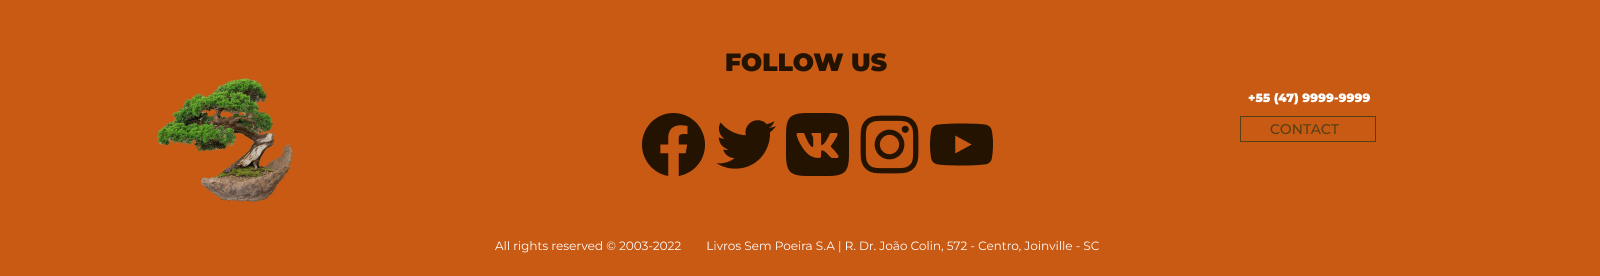 FOLLOW US
+55 (47) 9999-9999
CONTACT
All rights reserved © 2003-2022 Livros Sem Poeira S.A | R. Dr. João Colin, 572 - Centro, Joinville - SC